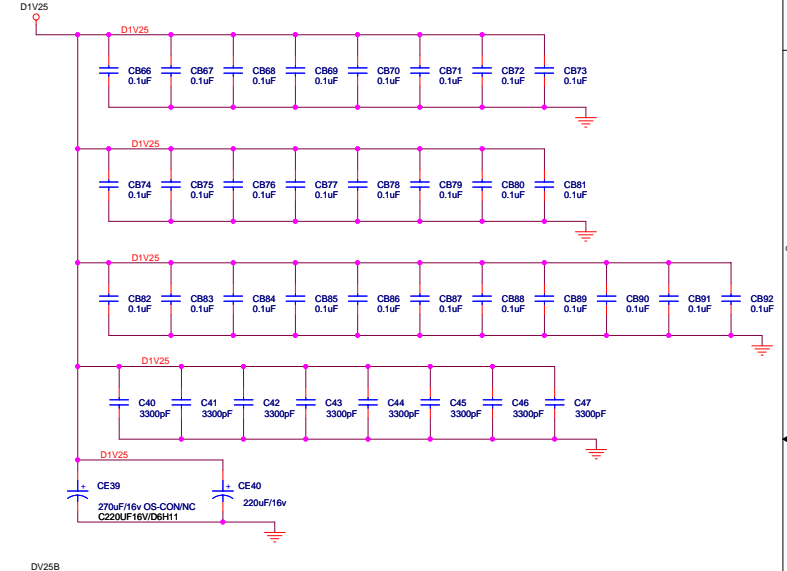 D1V25
D1V25
CB66 CB67 CB68 CB69 CB70 CB71 CB72 CB73
0.1uF 0.1uF 0.1uF 0.1uF 0.1uF 0.1uF 0.1uF 0.1uF
D1V25
CB74 CB75 CB76 CB77 CB78 CB79 CB80 CB81
0.1uF 0.1uF 0.1uF 0.1uF 0.1uF 0.1uF 0.1uF 0.1uF
D1V25
CB82 CB83 CB84 CB85 CB86 CB87 CB88 CB89 CB90 CB91 CB92
0.1uF 0.1uF 0.1uF 0.1uF 0.1uF 0.1uF 0.1uF 0.1uF 0.1uF 0.1uF 0.1uF
D1V25
C40 C41 C42 C43 C44 C45 C46 C47
3300pF 3300pF 3300pF 3300pF 3300pF 3300pF 3300pF 3300pF
D1V25
+ CE39 + CE40
270uF/16v OS-CON/NC 220uF/16v
C220UF16V/D6H11
DV25B